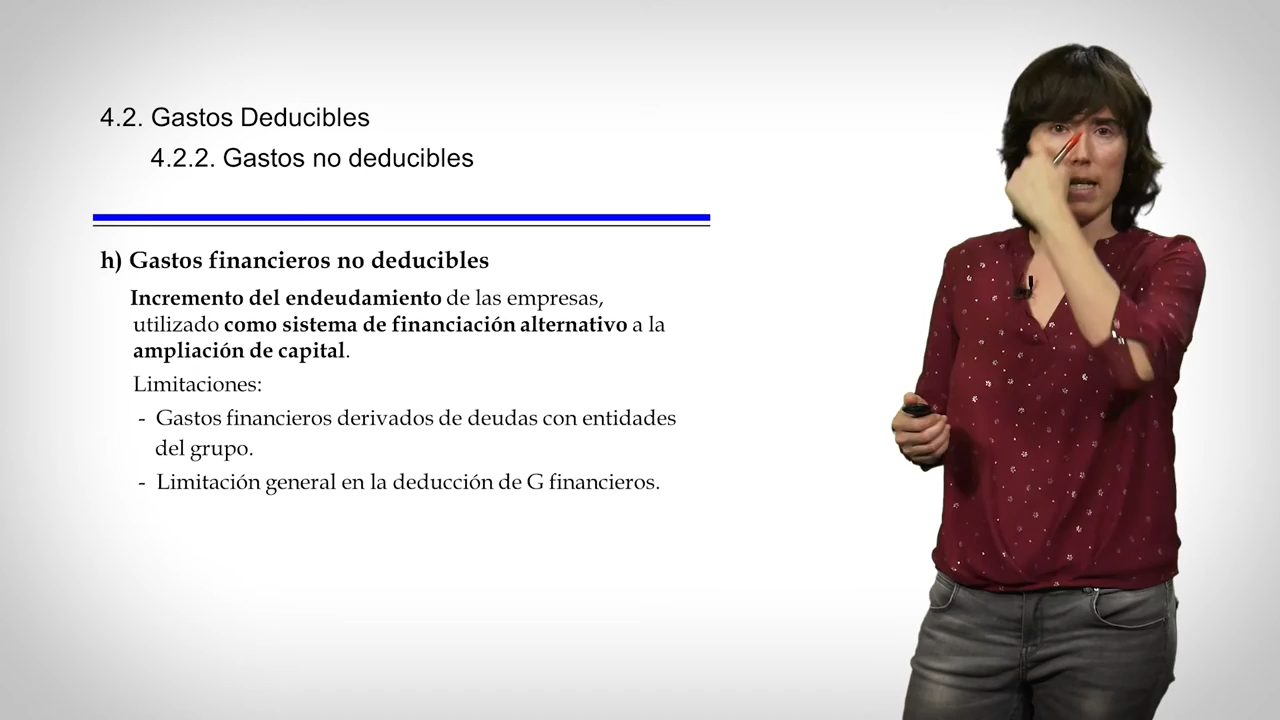 4.2. Gastos Deducibles
4.2.2. Gastos no deducibles
h) Gastos financieros no deducibles
Incremento del endeudamiento de las empresas,
utilizado como sistema de financiación alternativo a la
ampliación de capital.
Limitaciones:
- Gastos financieros derivados de deudas con entidades
del grupo.
- Limitación general en la deducción de G financieros.